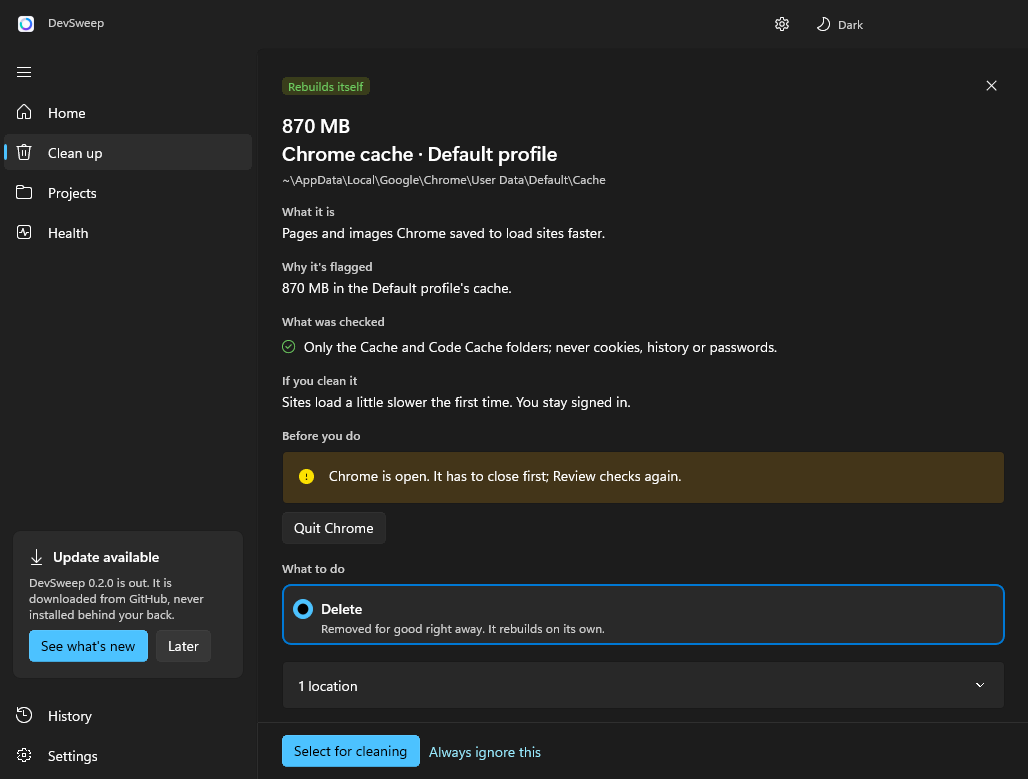 DevSweep
Dark
Home
Clean up
Projects
Health
Update available
DevSweep 0.2.0 is out. It is
downloaded from GitHub, never
installed behind your back.
See what's new
Later
History
Settings
Rebuilds itself
870 MB
Chrome cache · Default profile
~\AppData\Local\Google\Chrome\User Data\Default\Cache
What it is
Pages and images Chrome saved to load sites faster.
Why it's flagged
870 MB in the Default profile's cache.
What was checked
Only the Cache and Code Cache folders; never cookies, history or passwords.
If you clean it
Sites load a little slower the first time. You stay signed in.
Before you do
Chrome is open. It has to close first; Review checks again.
Quit Chrome
What to do
Delete
Removed for good right away. It rebuilds on its own.
1 location
Select for cleaning
Always ignore this